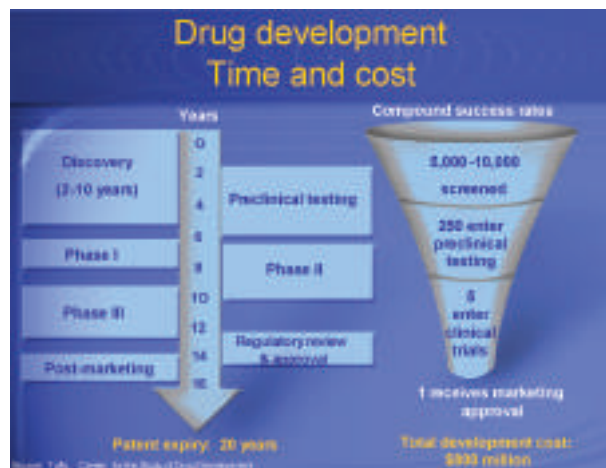 Drug development
Time and cost
Years
0
2
4
6
8
10
12
14
16
Discovery
(2-10 years)
Preclinical testing
Phase I
Phase II
Phase III
Regulatory review
& approval
Post-marketing
Patent expiry: 20 years
Compound success rates
5,000-10,000
screened
250 enter
preclinical
testing
5
enter
clinical
trials
1 receives marketing
approval
Total development cost:
$800 million